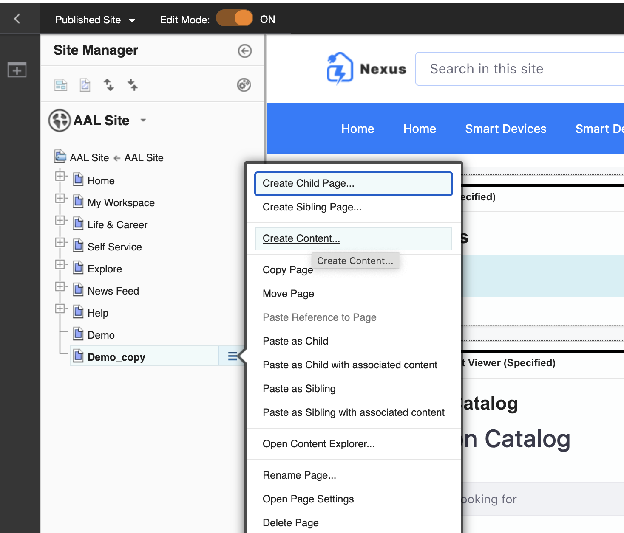 Published Site
Edit Mode:
ON
Site Manager
AAL Site
AAL Site ← AAL Site
Home
My Workspace
Life & Career
Self Service
Explore
News Feed
Help
Demo
Demo_copy
Create Child Page...
Create Sibling Page...
Create Content...
Create Content...
Copy Page
Move Page
Paste Reference to Page
Paste as Child
Paste as Child with associated content
Paste as Sibling
Paste as Sibling with associated content
Open Content Explorer...
Rename Page...
Open Page Settings
Delete Page
Nexus
Search in this site
Home Home Smart Devices Smart De
ecified)
s
t Viewer (Specified)
Catalog
n Catalog
ooking for